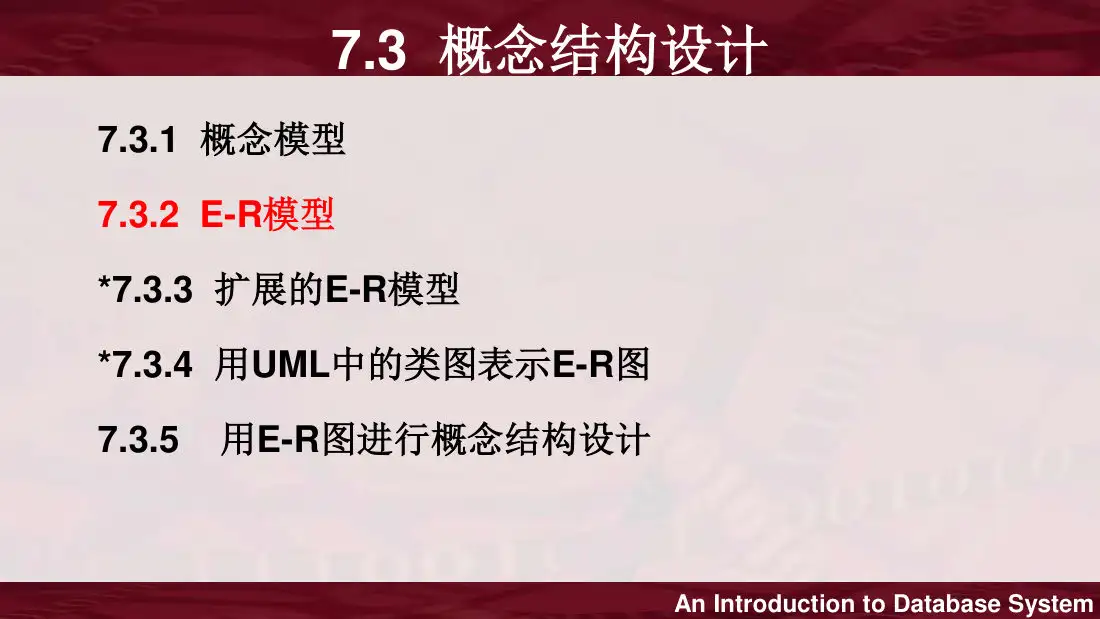 7.3 概念结构设计
7.3.1 概念模型
7.3.2 E-R模型
*7.3.3 扩展的E-R模型
*7.3.4 用UML中的类图表示E-R图
7.3.5 用E-R图进行概念结构设计
An Introduction to Database System